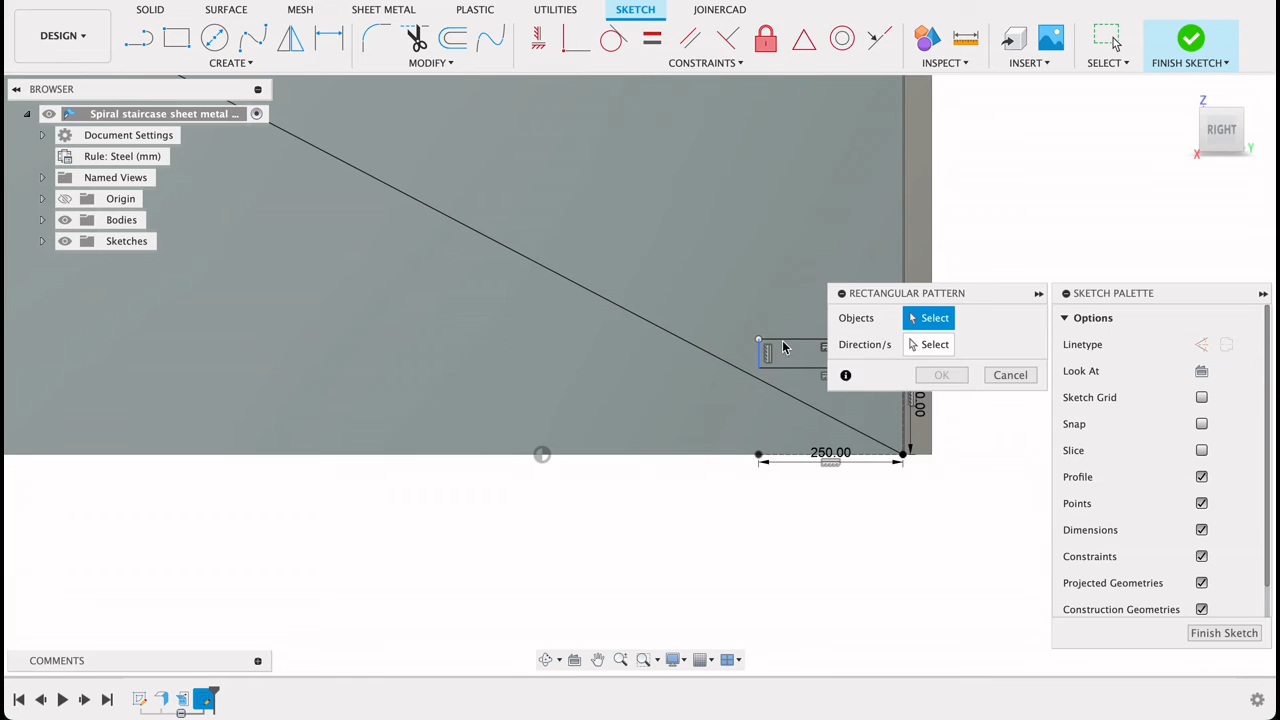 SOLID SURFACE MESH SHEET METAL PLASTIC UTILITIES SKETCH JOINERCAD
DESIGN
CREATE MODIFY CONSTRAINTS INSPECT INSERT SELECT FINISH SKETCH
BROWSER
Spiral staircase sheet metal ...
Document Settings
Rule: Steel (mm)
Named Views
Origin
Bodies
Sketches
Z
RIGHT
X
Y
RECTANGULAR PATTERN
Objects Select
Direction/s Select
OK Cancel
SKETCH PALETTE
Options
Linetype
Look At
Sketch Grid
Snap
Slice
Profile
Points
Dimensions
Constraints
Projected Geometries
Construction Geometries
Finish Sketch
250.00
COMMENTS